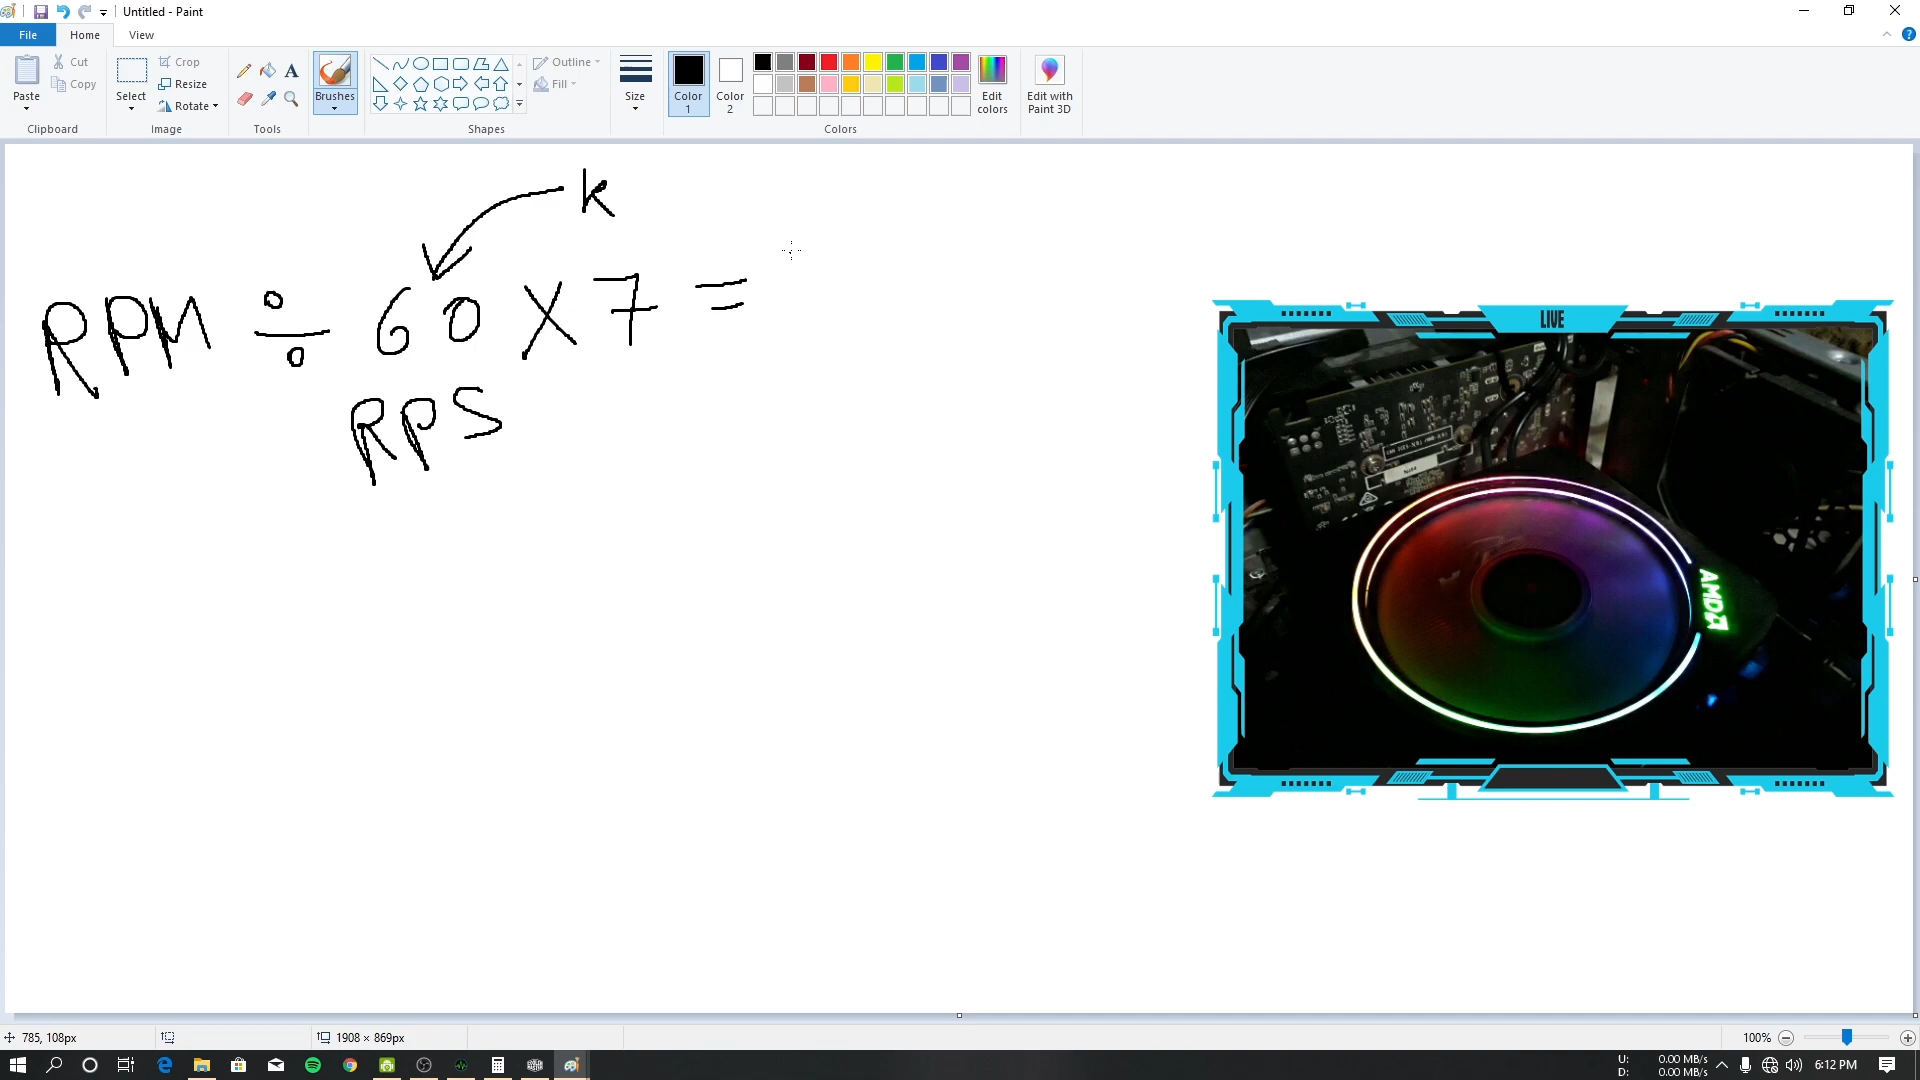 Untitled - Paint
File Home View
Paste
Cut
Copy
Clipboard
Select
Crop
Resize
Rotate
Image
Tools
Brushes
Shapes
Outline
Fill
Size
Color 1
Color 2
Colors
Edit colors
Edit with Paint 3D
k
RPM ÷ 60 X 7 =
RPS
LIVE
AMD
785, 108px
1908 × 869px
100%
U: 0.00 MB/s
D: 0.00 MB/s
6:12 PM